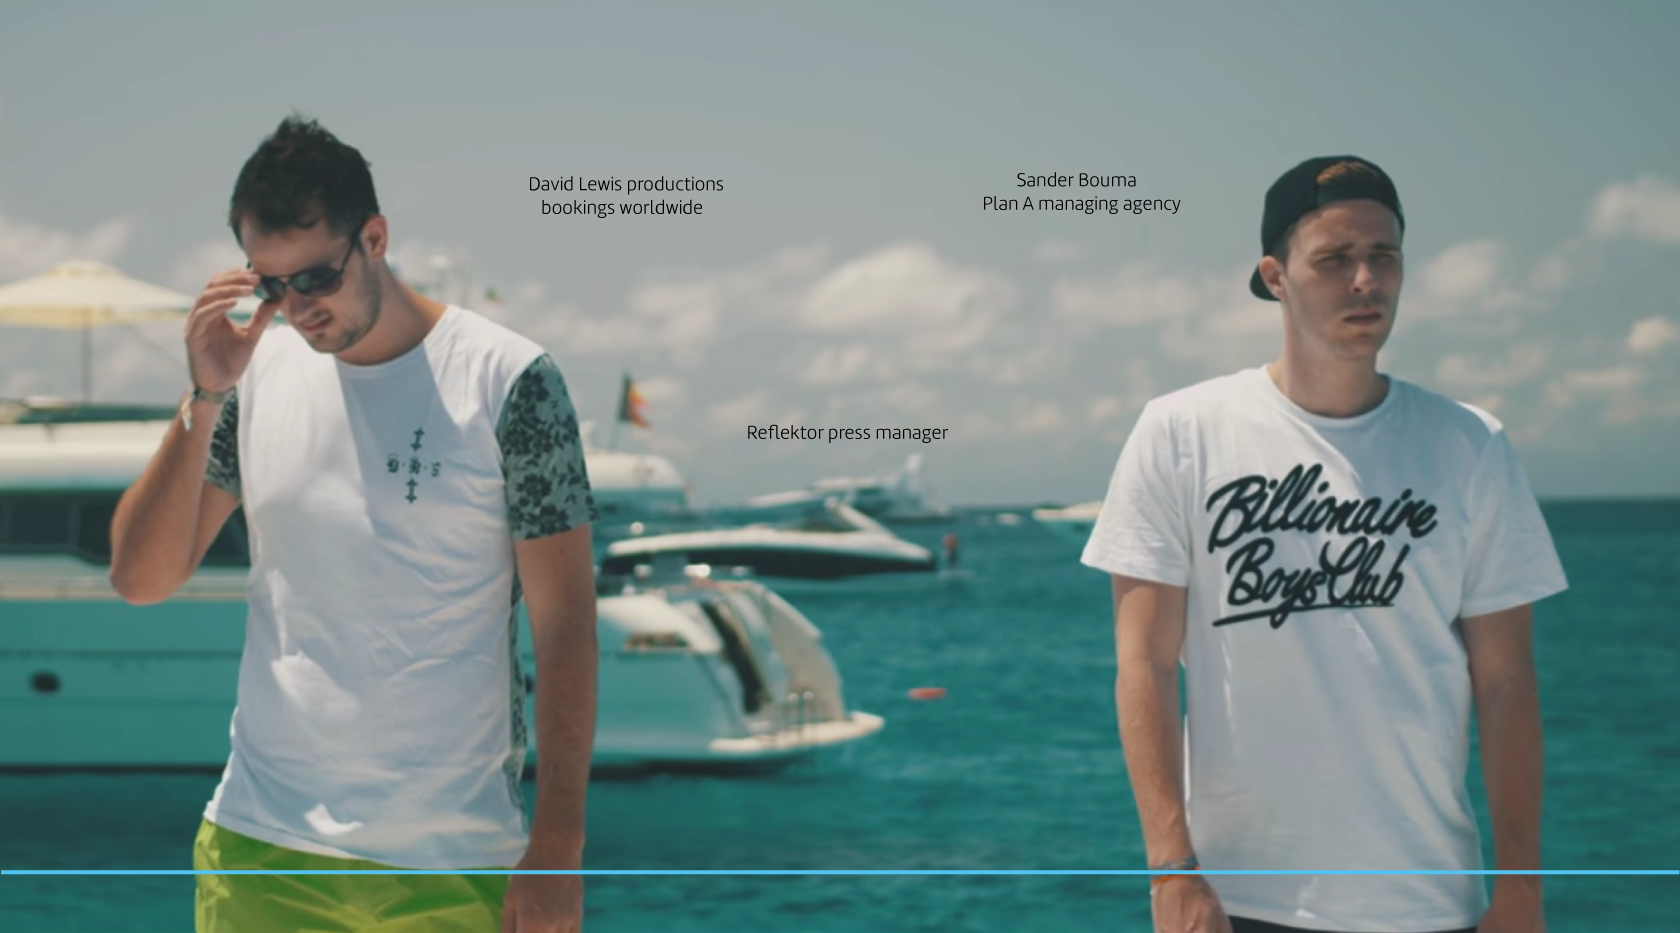 David Lewis productions
bookings worldwide
Sander Bouma
Plan A managing agency
Reflektor press manager
D·R·S
Billionaire
Boys Club